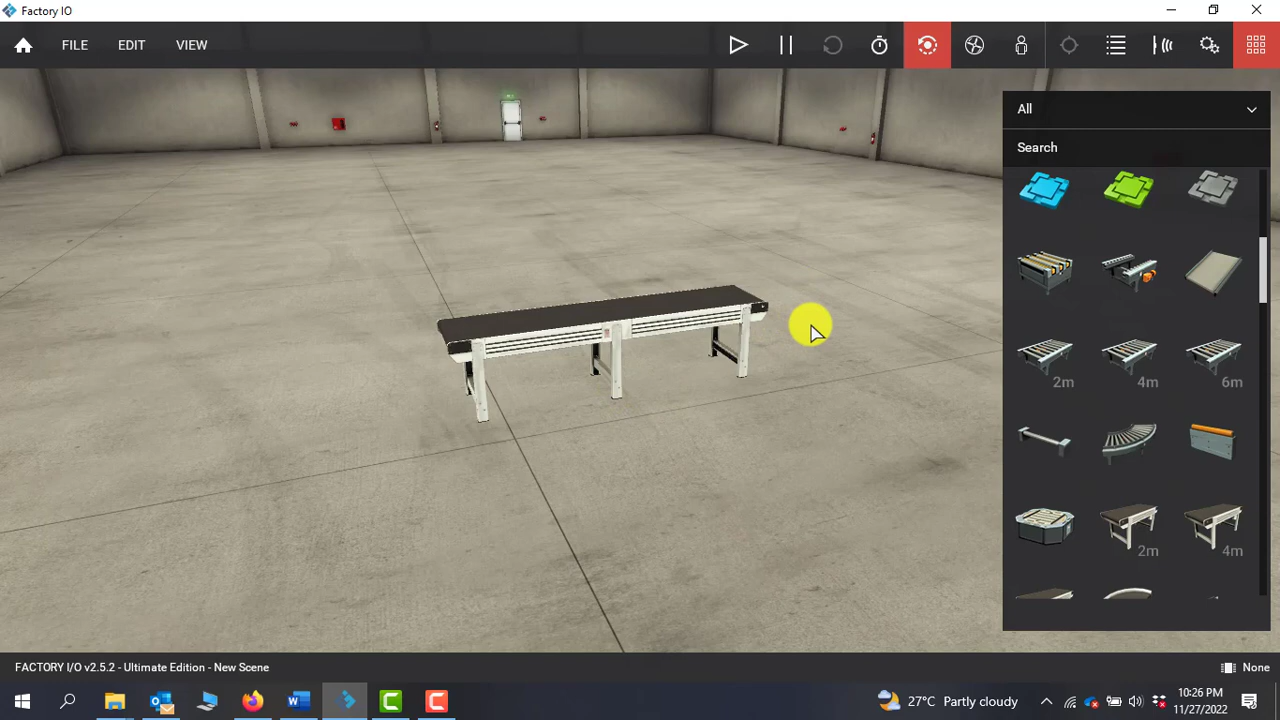 Factory IO
FILE EDIT VIEW
All
Search
2m 4m 6m
2m 4m
FACTORY I/O v2.5.2 - Ultimate Edition - New Scene
None
27°C Partly cloudy
10:26 PM
11/27/2022